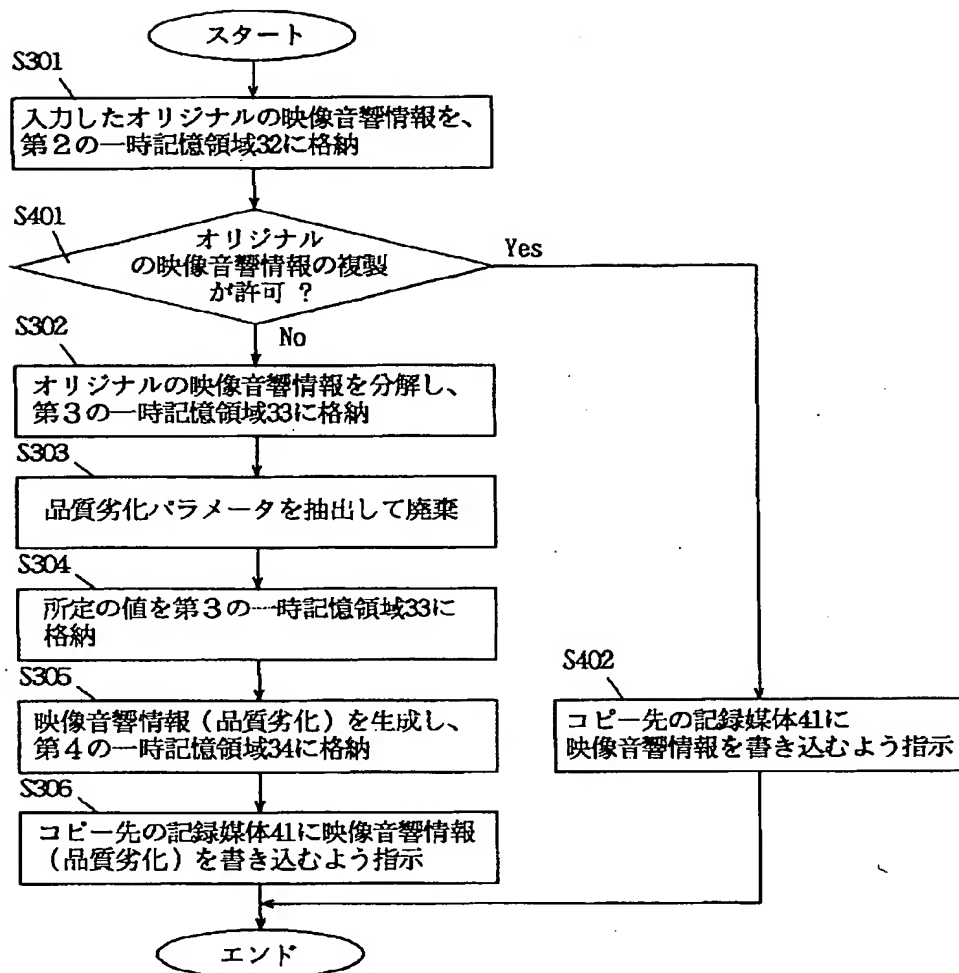 スタート
S301
入力したオリジナルの映像音響情報を、
第2の一時記憶領域32に格納
S401
オリジナル
の映像音響情報の複製
が許可 ?
Yes
No
S302
オリジナルの映像音響情報を分解し、
第3の一時記憶領域33に格納
S303
品質劣化パラメータを抽出して廃棄
S304
所定の値を第3の一時記憶領域33に
格納
S305
映像音響情報(品質劣化)を生成し、
第4の一時記憶領域34に格納
S402
コピー先の記録媒体41に
映像音響情報を書き込むよう指示
S306
コピー先の記録媒体41に映像音響情報
(品質劣化)を書き込むよう指示
エンド